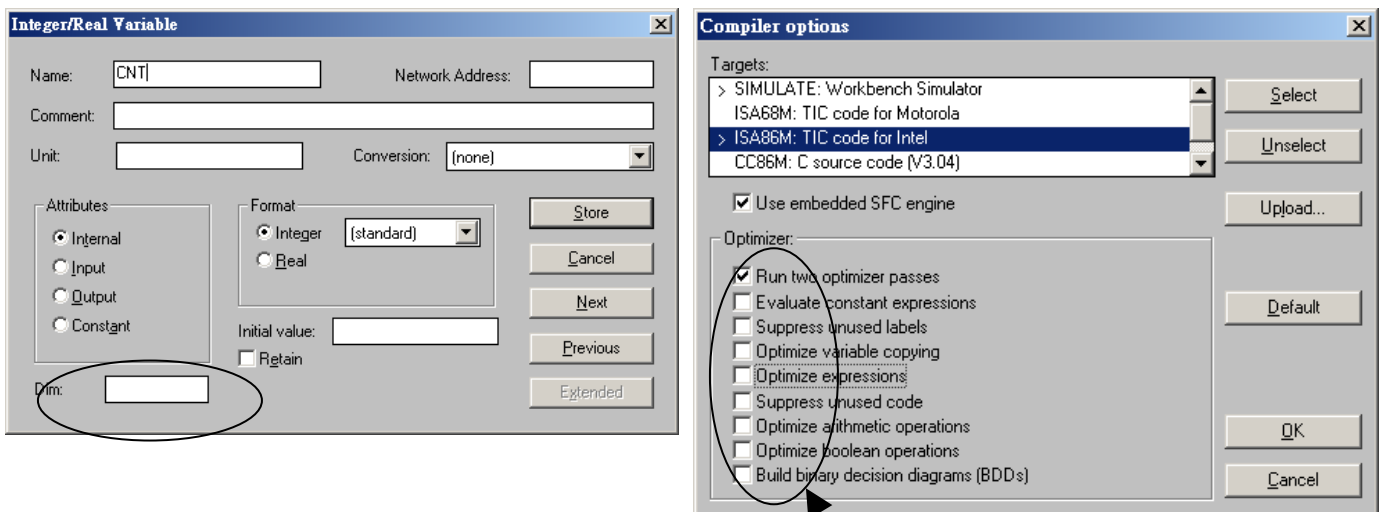 Integer/Real Variable
Name: CNT Network Address:
Comment:
Unit: Conversion: (none)
Attributes
Internal
Input
Output
Constant
Format
Integer (standard)
Real
Initial value:
Retain
Dim:
Store
Cancel
Next
Previous
Extended
Compiler options
Targets:
> SIMULATE: Workbench Simulator
ISA68M: TIC code for Motorola
> ISA86M: TIC code for Intel
CC86M: C source code (V3.04)
Use embedded SFC engine
Optimizer:
Run two optimizer passes
Evaluate constant expressions
Suppress unused labels
Optimize variable copying
Optimize expressions
Suppress unused code
Optimize arithmetic operations
Optimize boolean operations
Build binary decision diagrams (BDDs)
Select
Unselect
Upload...
Default
OK
Cancel